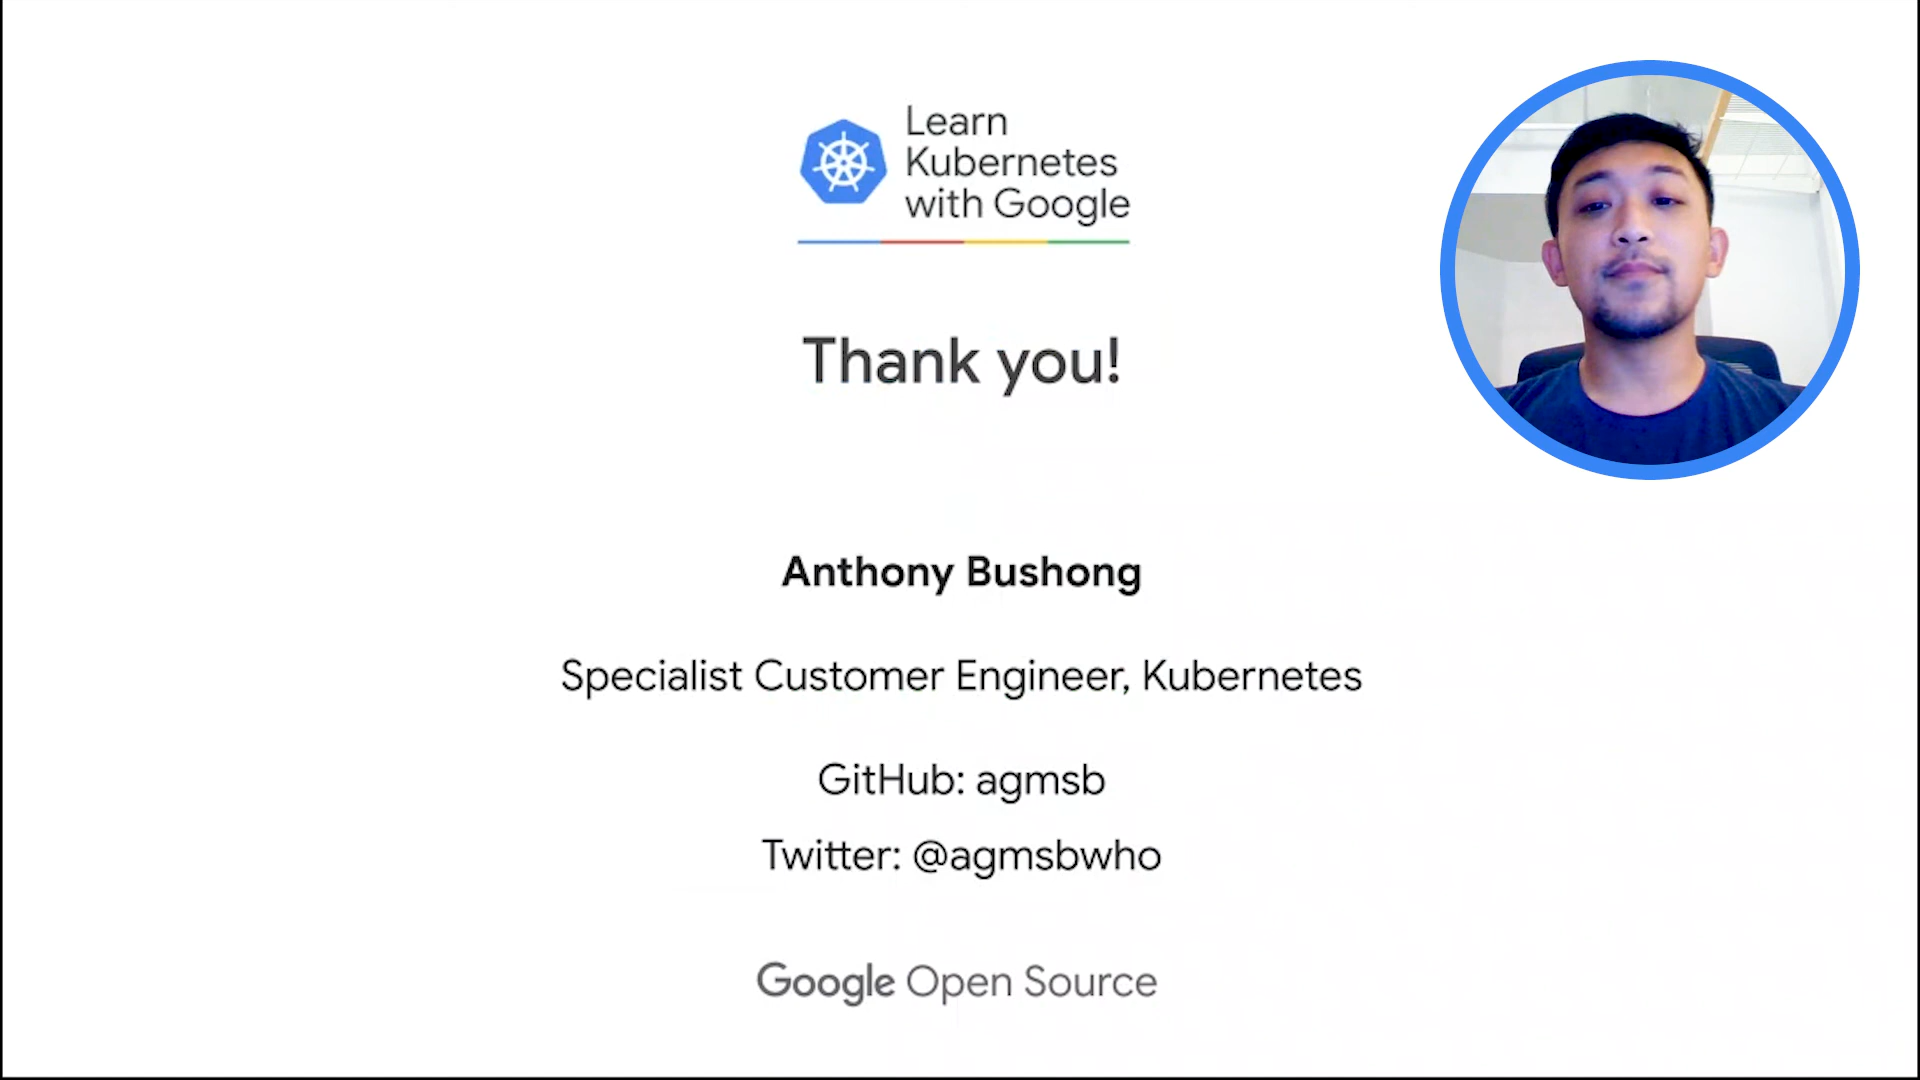 Learn
Kubernetes
with Google
Thank you!
Anthony Bushong
Specialist Customer Engineer, Kubernetes
GitHub: agmsb
Twitter: @agmsbwho
Google Open Source